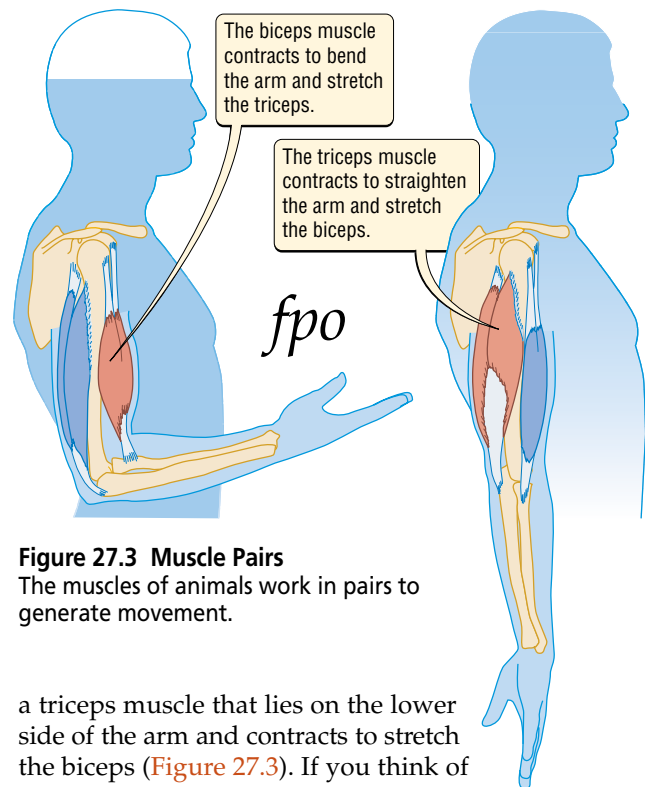 The biceps muscle
contracts to bend
the arm and stretch
the triceps.
The triceps muscle
contracts to straighten
the arm and stretch
the biceps.
fpo
Figure 27.3 Muscle Pairs
The muscles of animals work in pairs to
generate movement.
a triceps muscle that lies on the lower
side of the arm and contracts to stretch
the biceps (Figure 27.3). If you think of